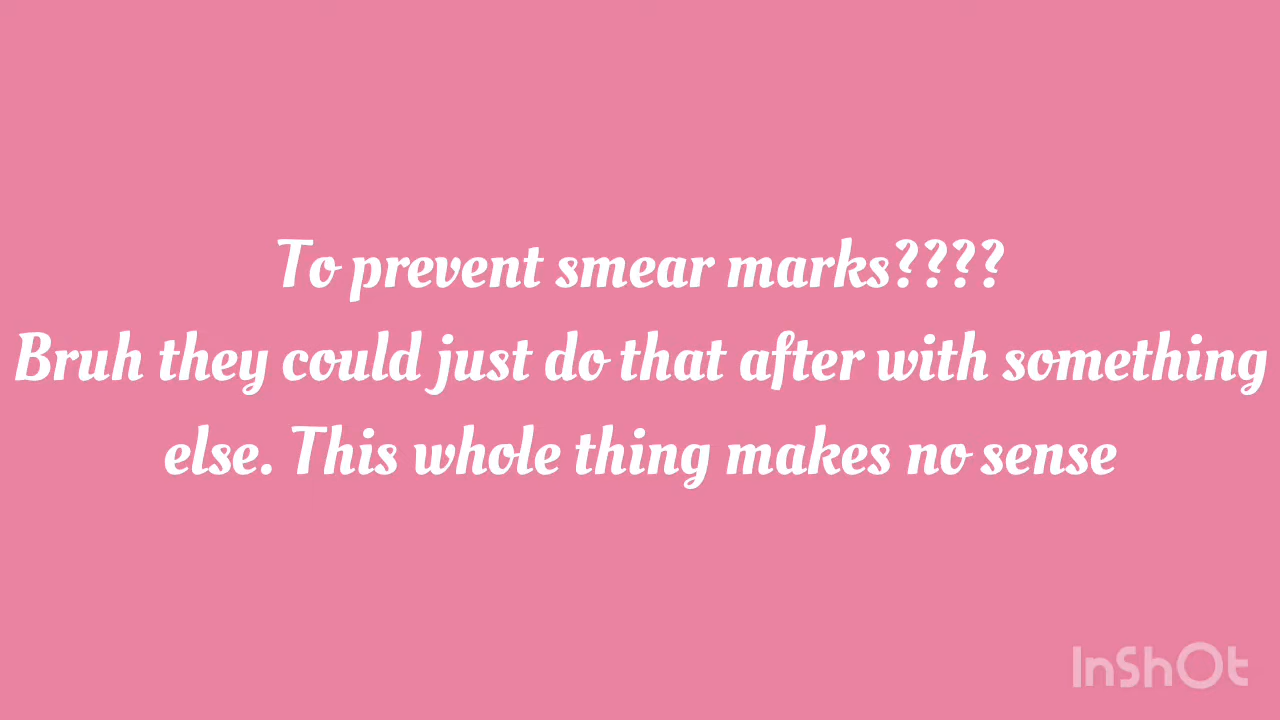 To prevent smear marks????
Bruh they could just do that after with something
else. This whole thing makes no sense
InShOt